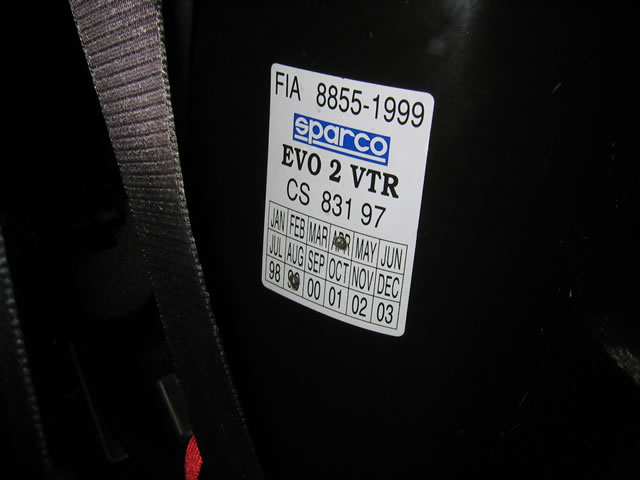 FIA 8855-1999
sparco
EVO 2 VTR
CS 831 97
JAN FEB MAR APR MAY JUN
JUL AUG SEP OCT NOV DEC
98 99 00 01 02 03